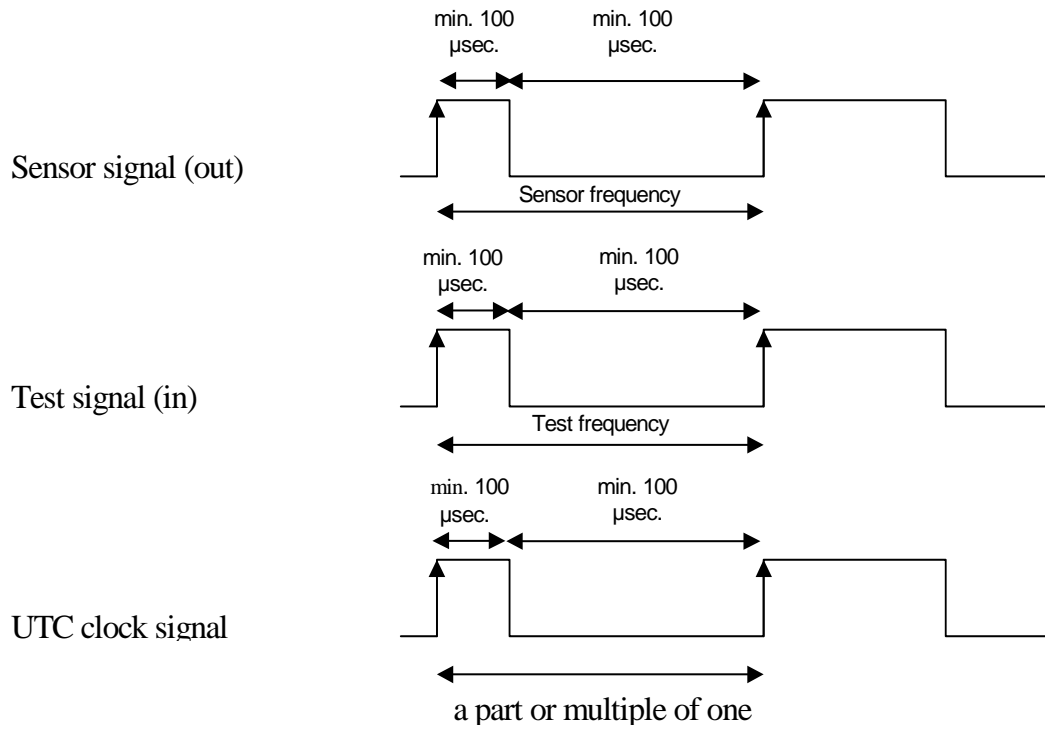 min. 100
µsec.
min. 100
µsec.
Sensor signal (out)
Sensor frequency
min. 100
µsec.
min. 100
µsec.
Test signal (in)
Test frequency
min. 100
µsec.
min. 100
µsec.
UTC clock signal
a part or multiple of one